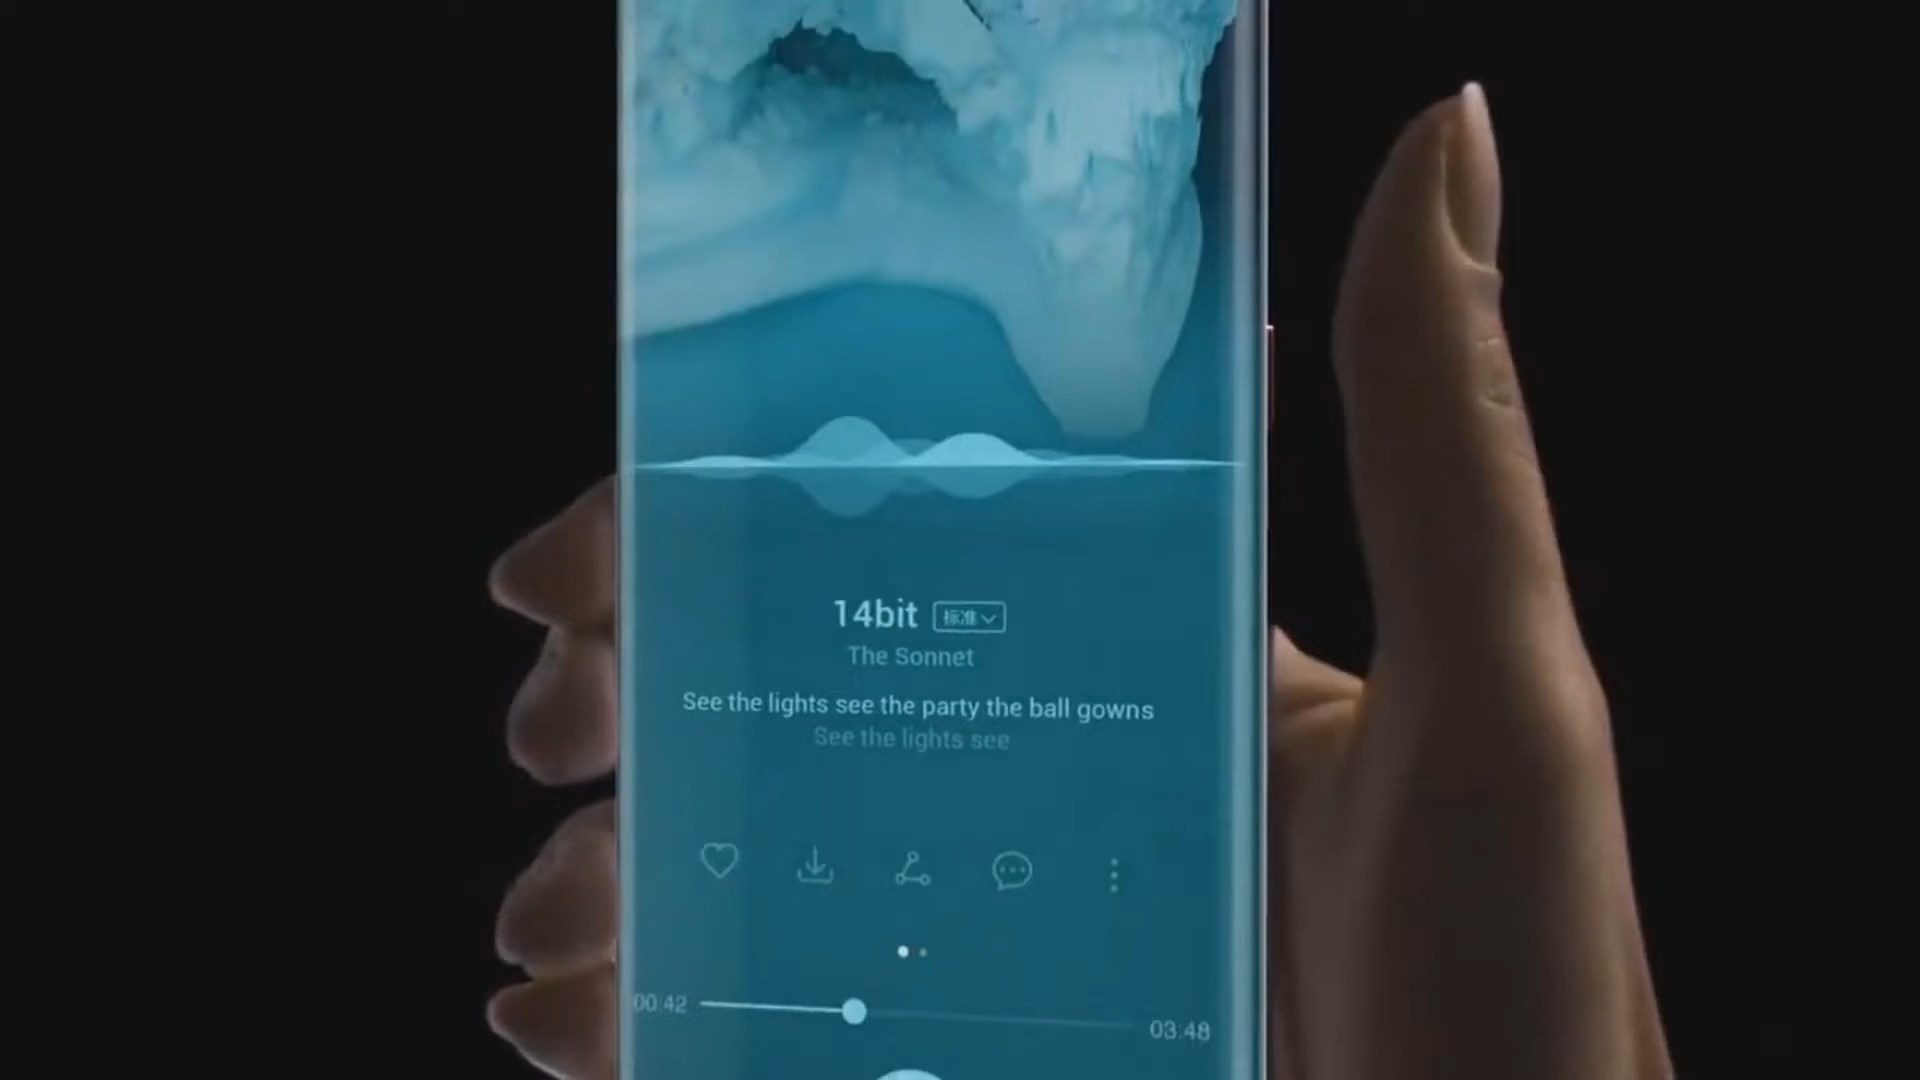 14bit 标准
The Sonnet
See the lights see the party the ball gowns
See the lights see
00:42
03:48